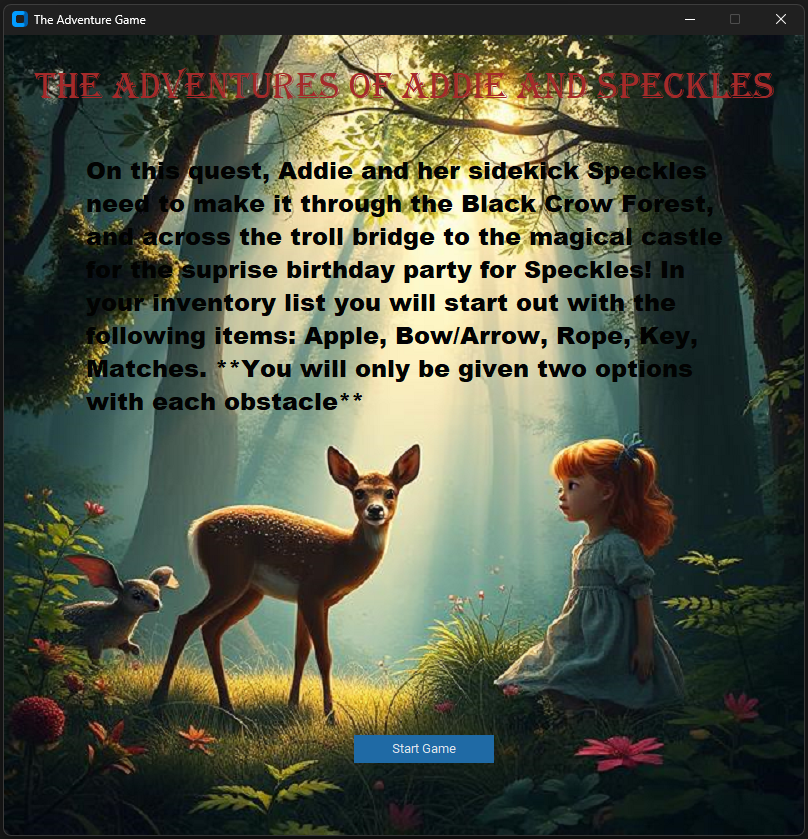 The Adventure Game
THE ADVENTURES OF ADDIE AND SPECKLES
On this quest, Addie and her sidekick Speckles
need to make it through the Black Crow Forest,
and across the troll bridge to the magical castle
for the suprise birthday party for Speckles! In
your inventory list you will start out with the
following items: Apple, Bow/Arrow, Rope, Key,
Matches. **You will only be given two options
with each obstacle**
Start Game